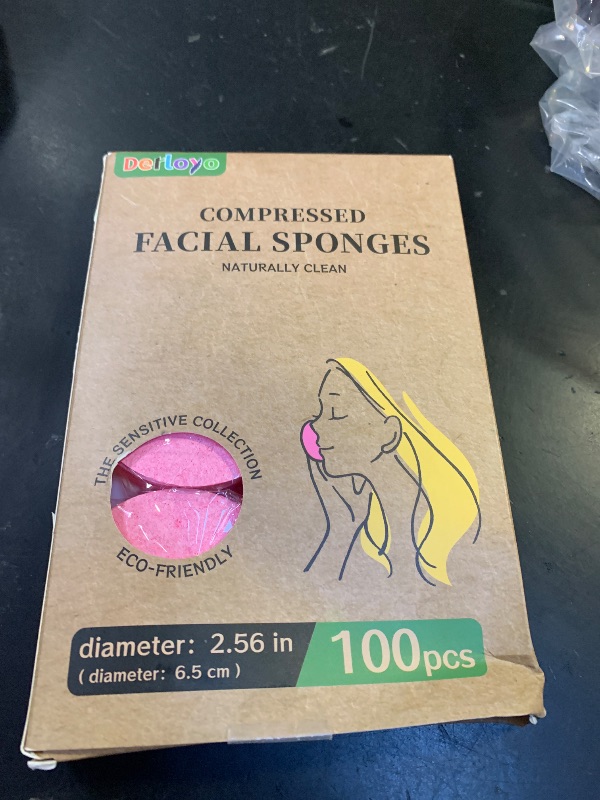 Derloyo
COMPRESSED
FACIAL SPONGES
NATURALLY CLEAN
THE SENSITIVE COLLECTION
ECO-FRIENDLY
diameter: 2.56 in
( diameter: 6.5 cm )
100pcs